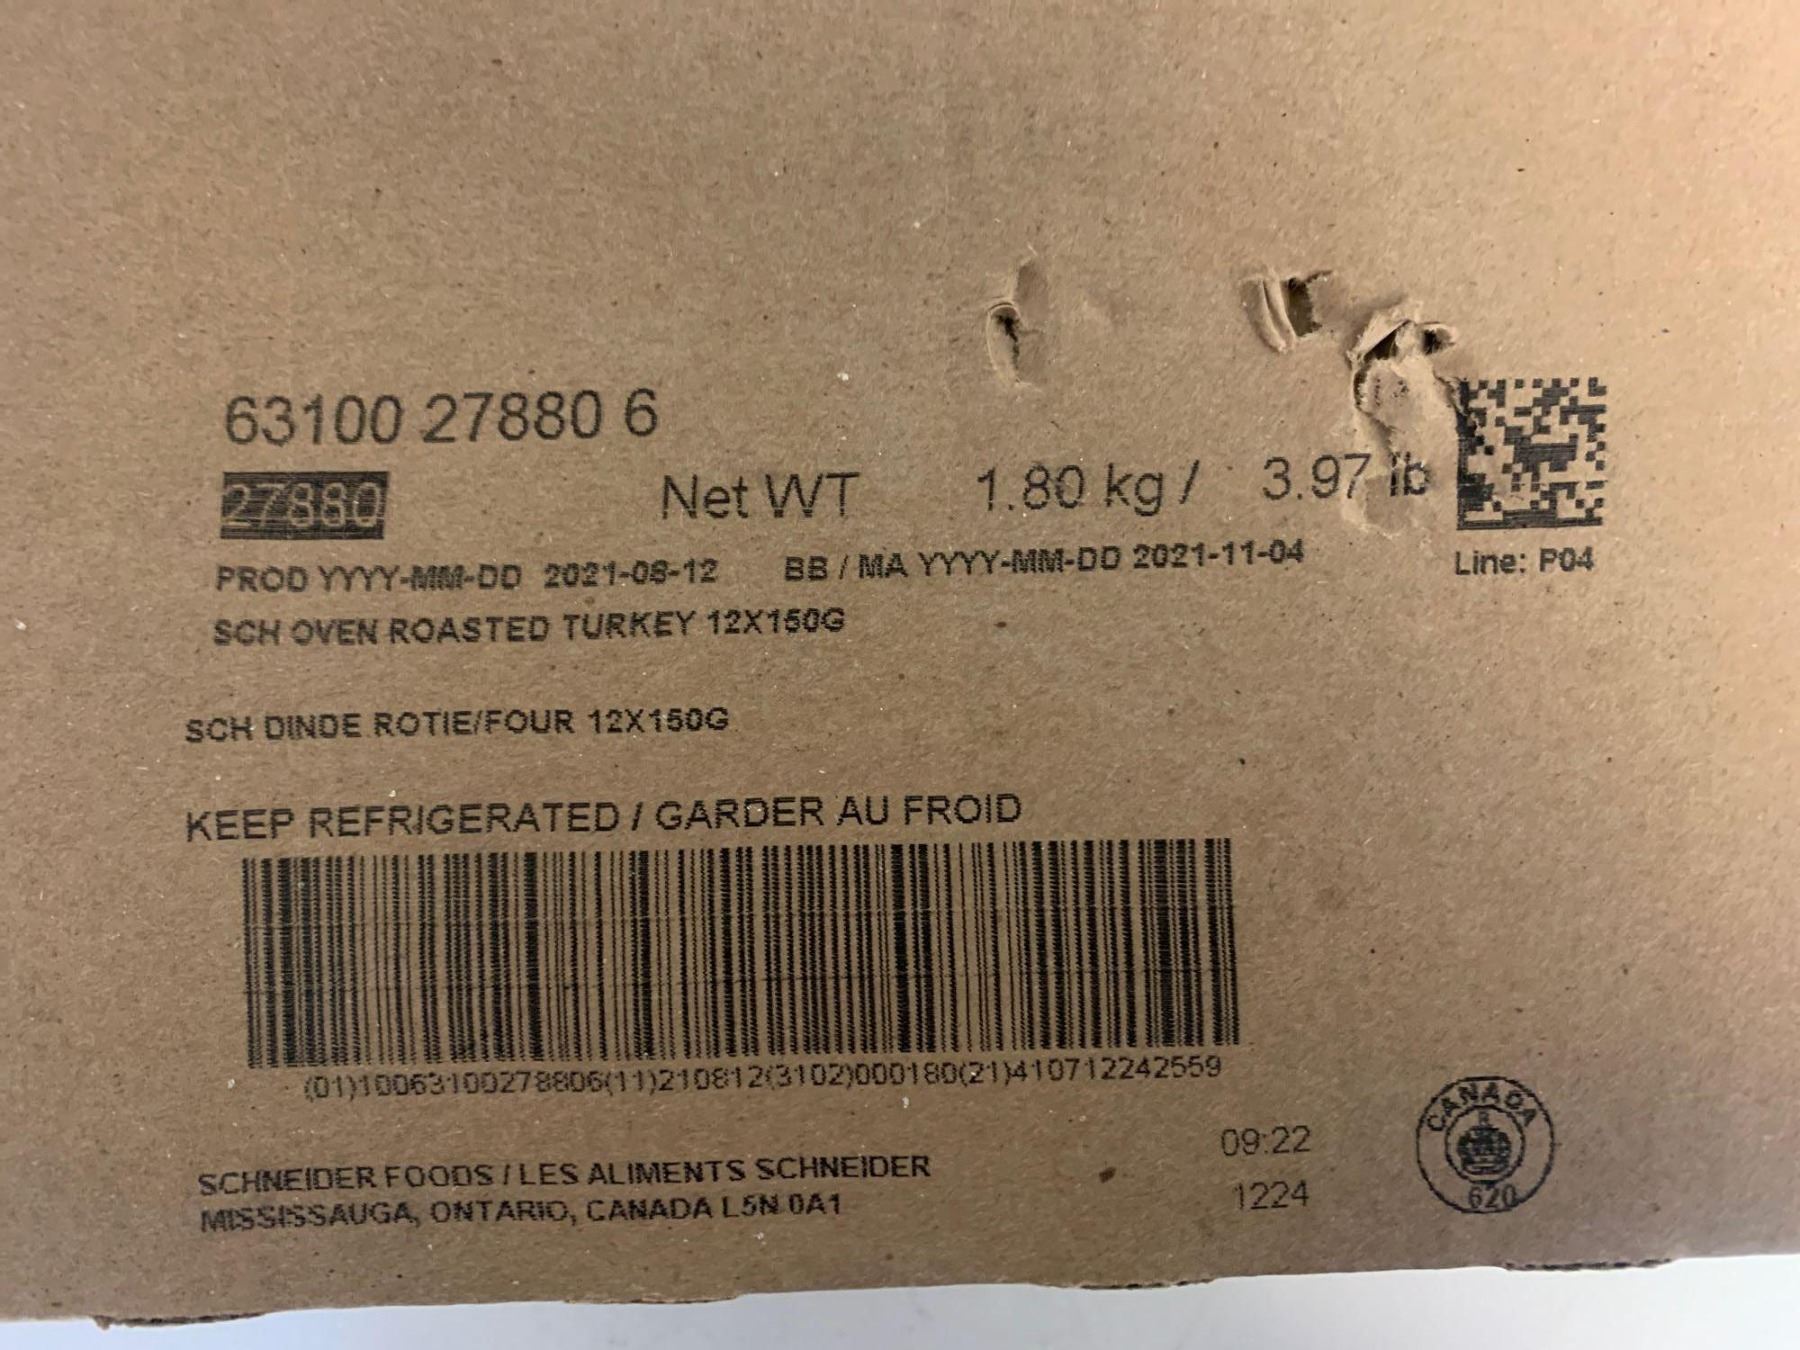 63100 27880 6
27880
Net WT 1.80 kg / 3.97 lb
PROD YYYY-MM-DD 2021-08-12 BB / MA YYYY-MM-DD 2021-11-04
Line: P04
SCH OVEN ROASTED TURKEY 12X150G
SCH DINDE ROTIE/FOUR 12X150G
KEEP REFRIGERATED / GARDER AU FROID
(01)10063100278806(11)210812(3102)000180(21)410712242559
SCHNEIDER FOODS / LES ALIMENTS SCHNEIDER
MISSISSAUGA, ONTARIO, CANADA L5N 0A1
09:22
1224
CANADA
620